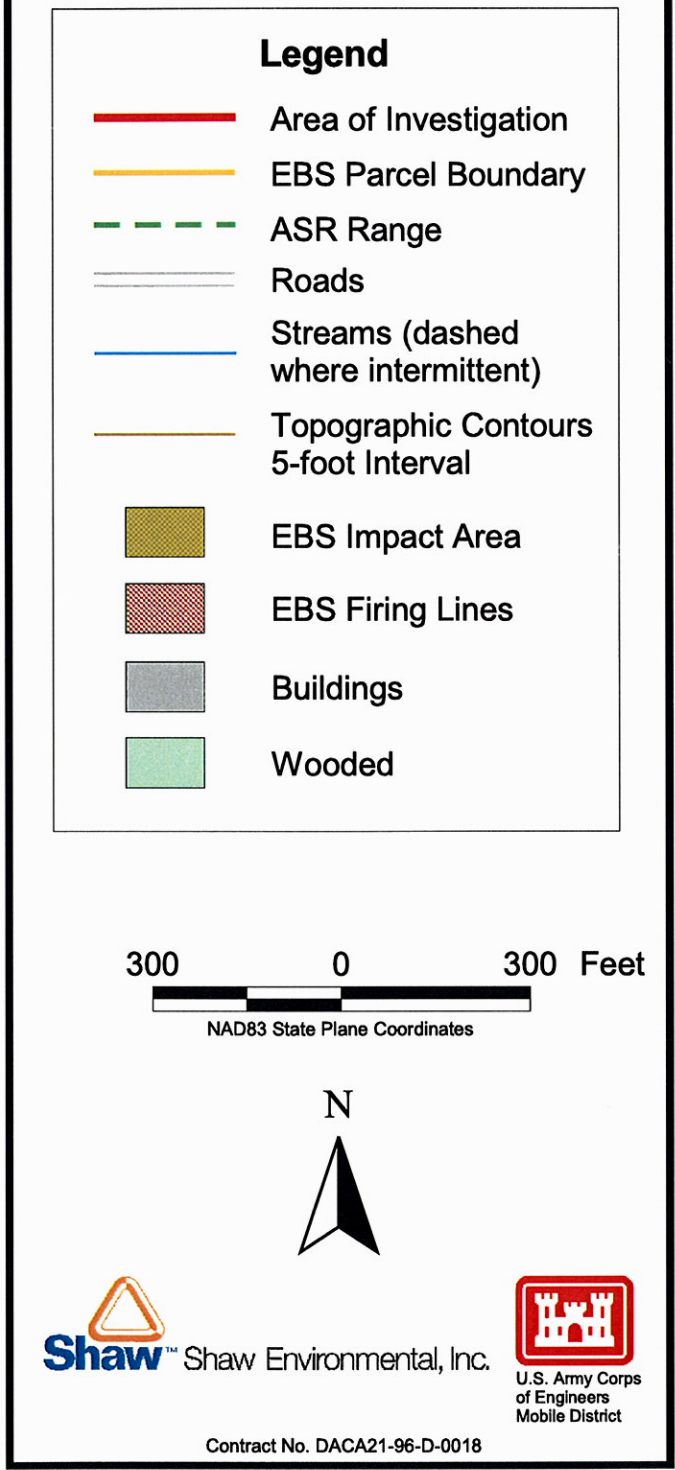 Legend
Area of Investigation
EBS Parcel Boundary
ASR Range
Roads
Streams (dashed
where intermittent)
Topographic Contours
5-foot Interval
EBS Impact Area
EBS Firing Lines
Buildings
Wooded
300 0 300 Feet
NAD83 State Plane Coordinates
N
Shaw™ Shaw Environmental, Inc.
U.S. Army Corps
of Engineers
Mobile District
Contract No. DACA21-96-D-0018